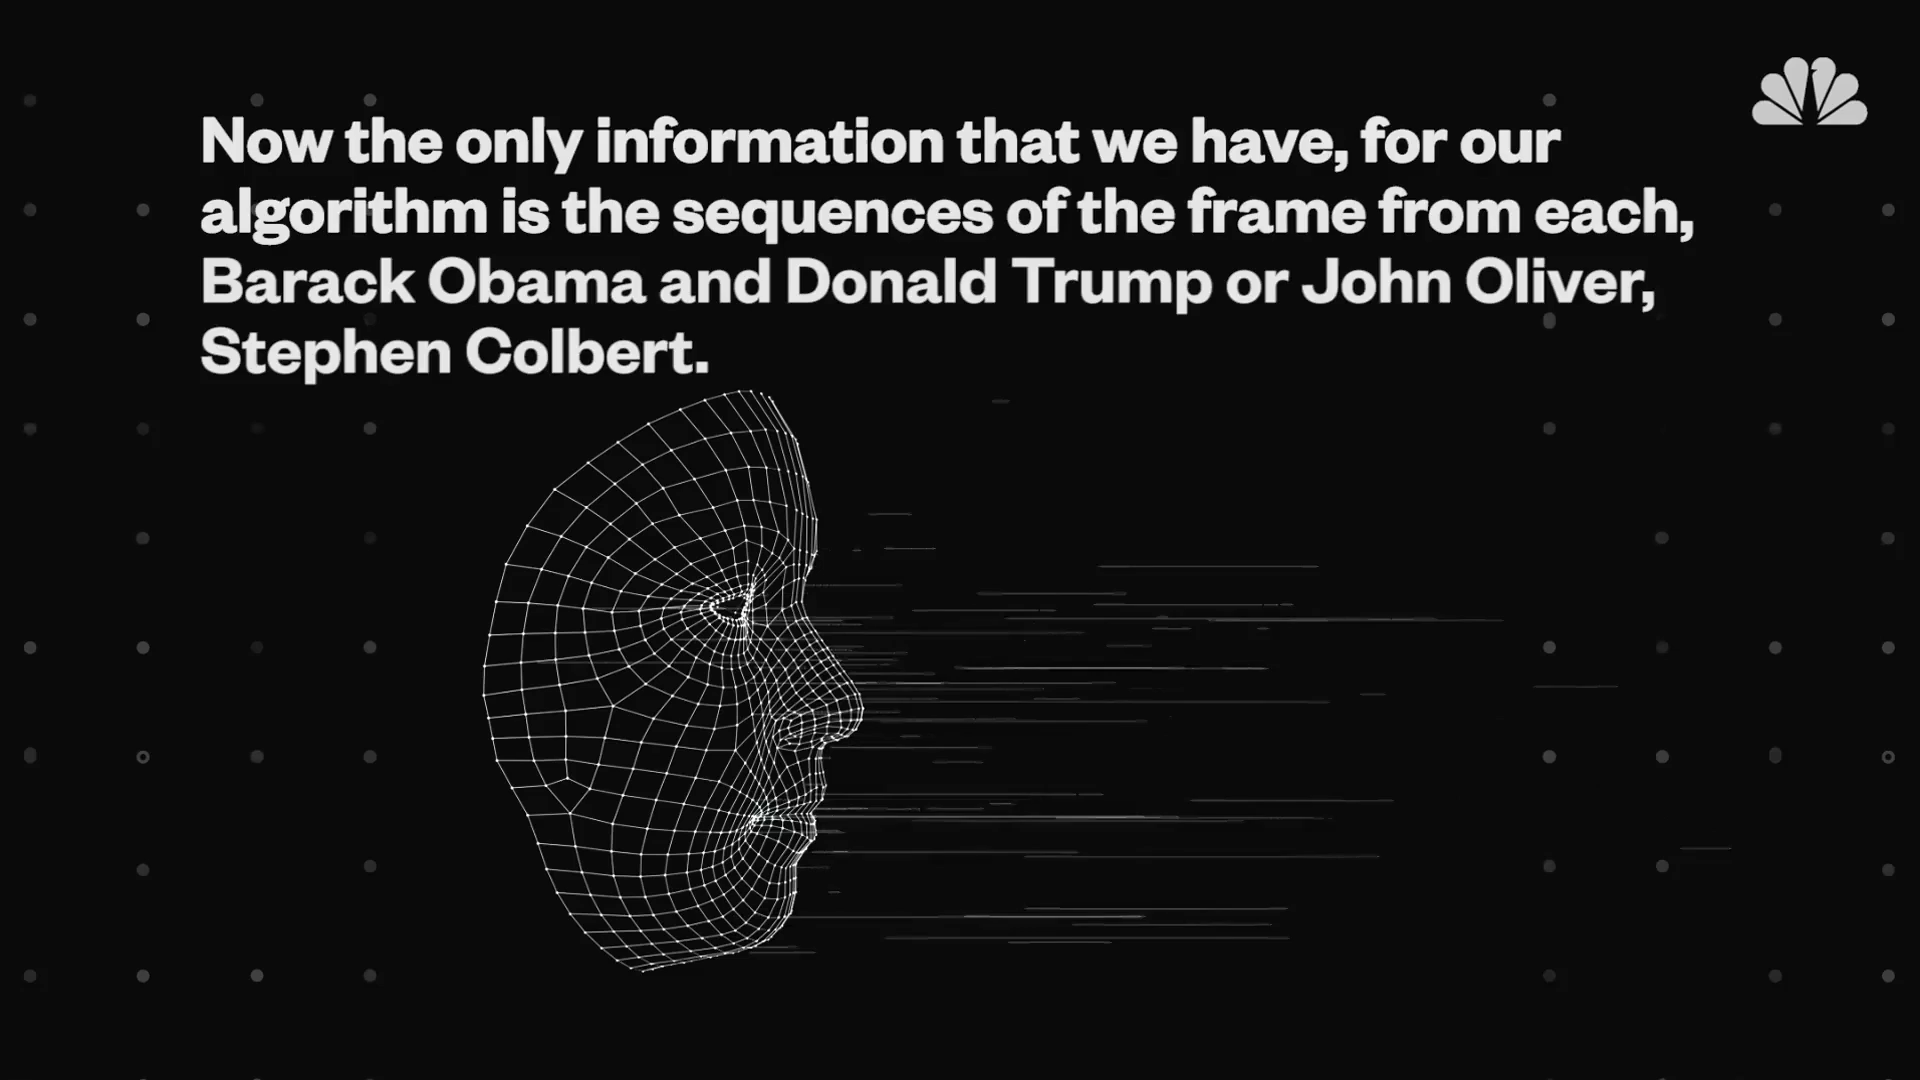 Now the only information that we have, for our
algorithm is the sequences of the frame from each,
Barack Obama and Donald Trump or John Oliver,
Stephen Colbert.